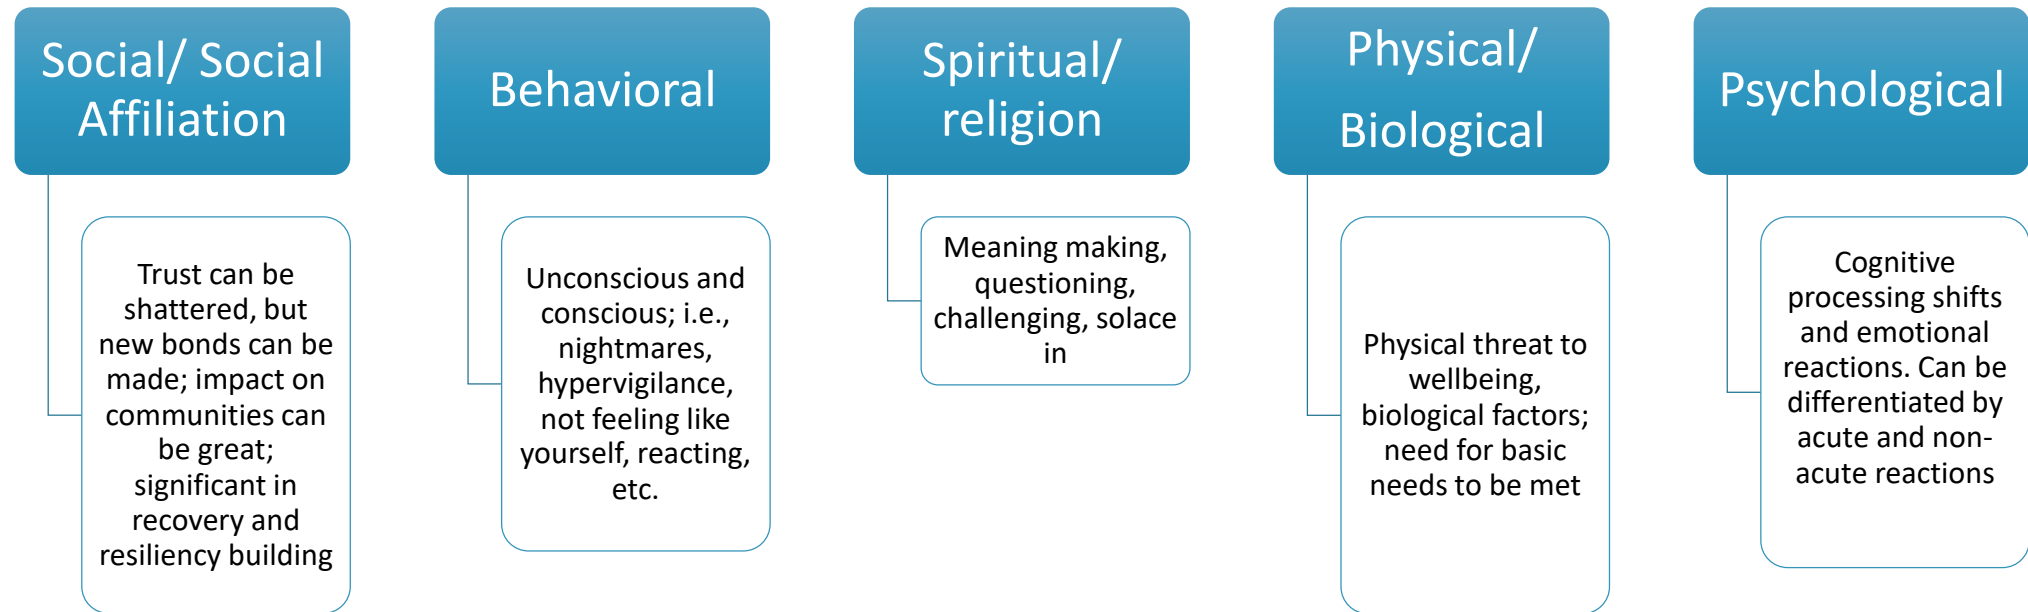 Social/ Social
Affiliation
Trust can be
shattered, but
new bonds can be
made; impact on
communities can
be great;
significant in
recovery and
resiliency building
Behavioral
Unconscious and
conscious; i.e.,
nightmares,
hypervigilance,
not feeling like
yourself, reacting,
etc.
Spiritual/
religion
Meaning making,
questioning,
challenging, solace
in
Physical/
Biological
Physical threat to
wellbeing,
biological factors;
need for basic
needs to be met
Psychological
Cognitive
processing shifts
and emotional
reactions. Can be
differentiated by
acute and non-
acute reactions